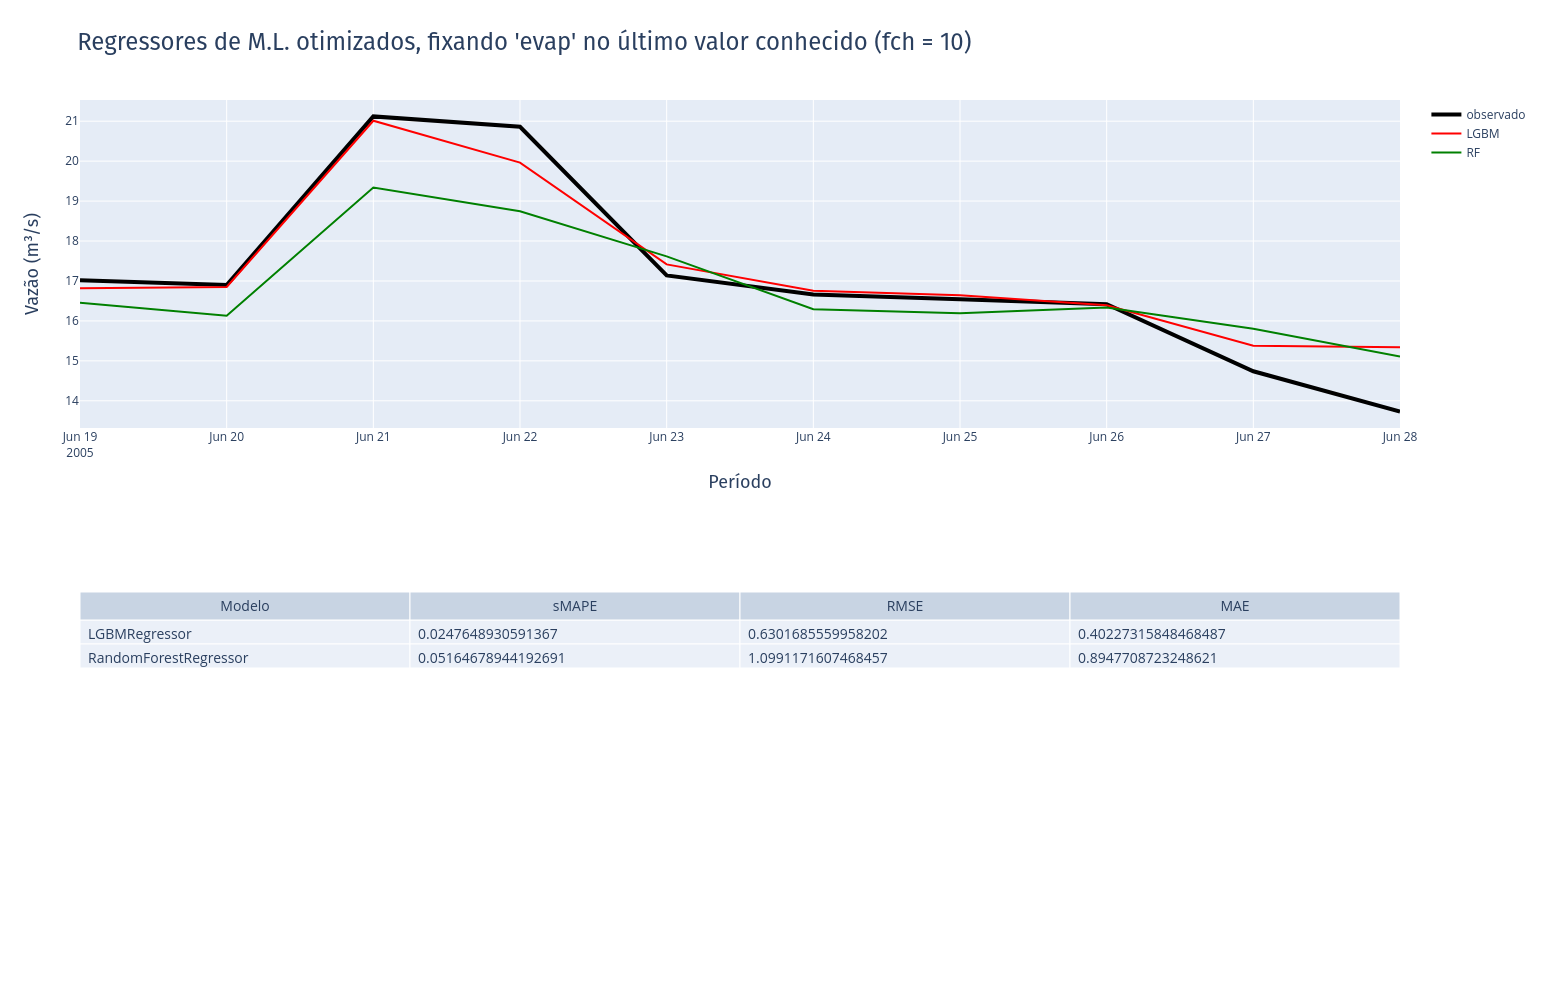 Regressores de M.L. otimizados, fixando 'evap' no último valor conhecido (fch = 10)
observado
LGBM
RF
Vazão (m³/s)
21
20
19
18
17
16
15
14
Jun 19 Jun 20 Jun 21 Jun 22 Jun 23 Jun 24 Jun 25 Jun 26 Jun 27 Jun 28
2005
Período
Modelo sMAPE RMSE MAE
LGBMRegressor 0.0247648930591367 0.6301685559958202 0.40227315848468487
RandomForestRegressor 0.05164678944192691 1.0991171607468457 0.8947708723248621